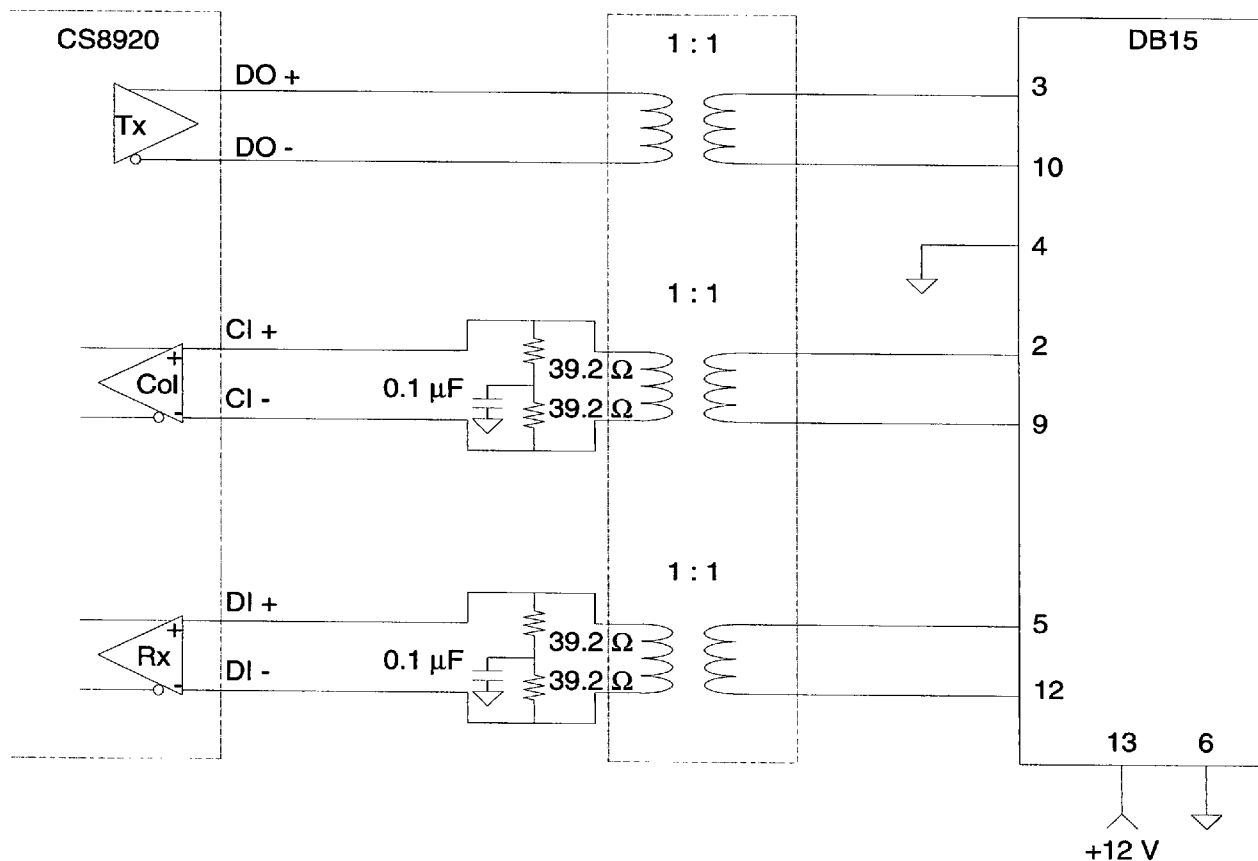 CS8920
1 : 1
DB15
DO +
3
Tx
DO -
10
4
1 : 1
CI +
2
+
39.2 Ω
Col
0.1 μF
CI -
39.2 Ω
-
9
1 : 1
DI +
5
+
39.2 Ω
Rx
0.1 μF
DI -
39.2 Ω
-
12
13
6
+12 V